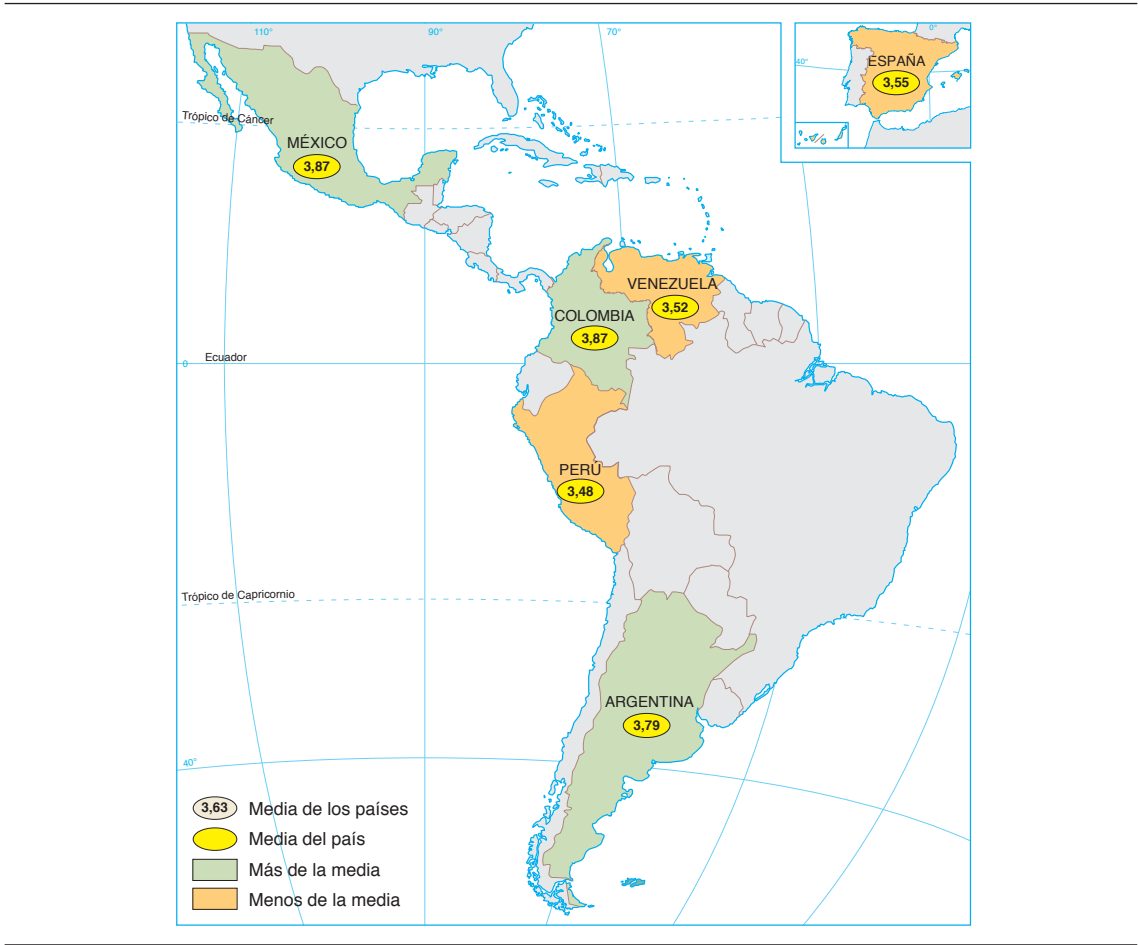 110°
90°
70°
0°
40°
ESPAÑA
3,55
Trópico de Cáncer
MÉXICO
3,87
VENEZUELA
3,52
COLOMBIA
3,87
Ecuador
0
PERÚ
3,48
Trópico de Capricornio
ARGENTINA
3,79
40°
3,63 Media de los países
Media del país
Más de la media
Menos de la media